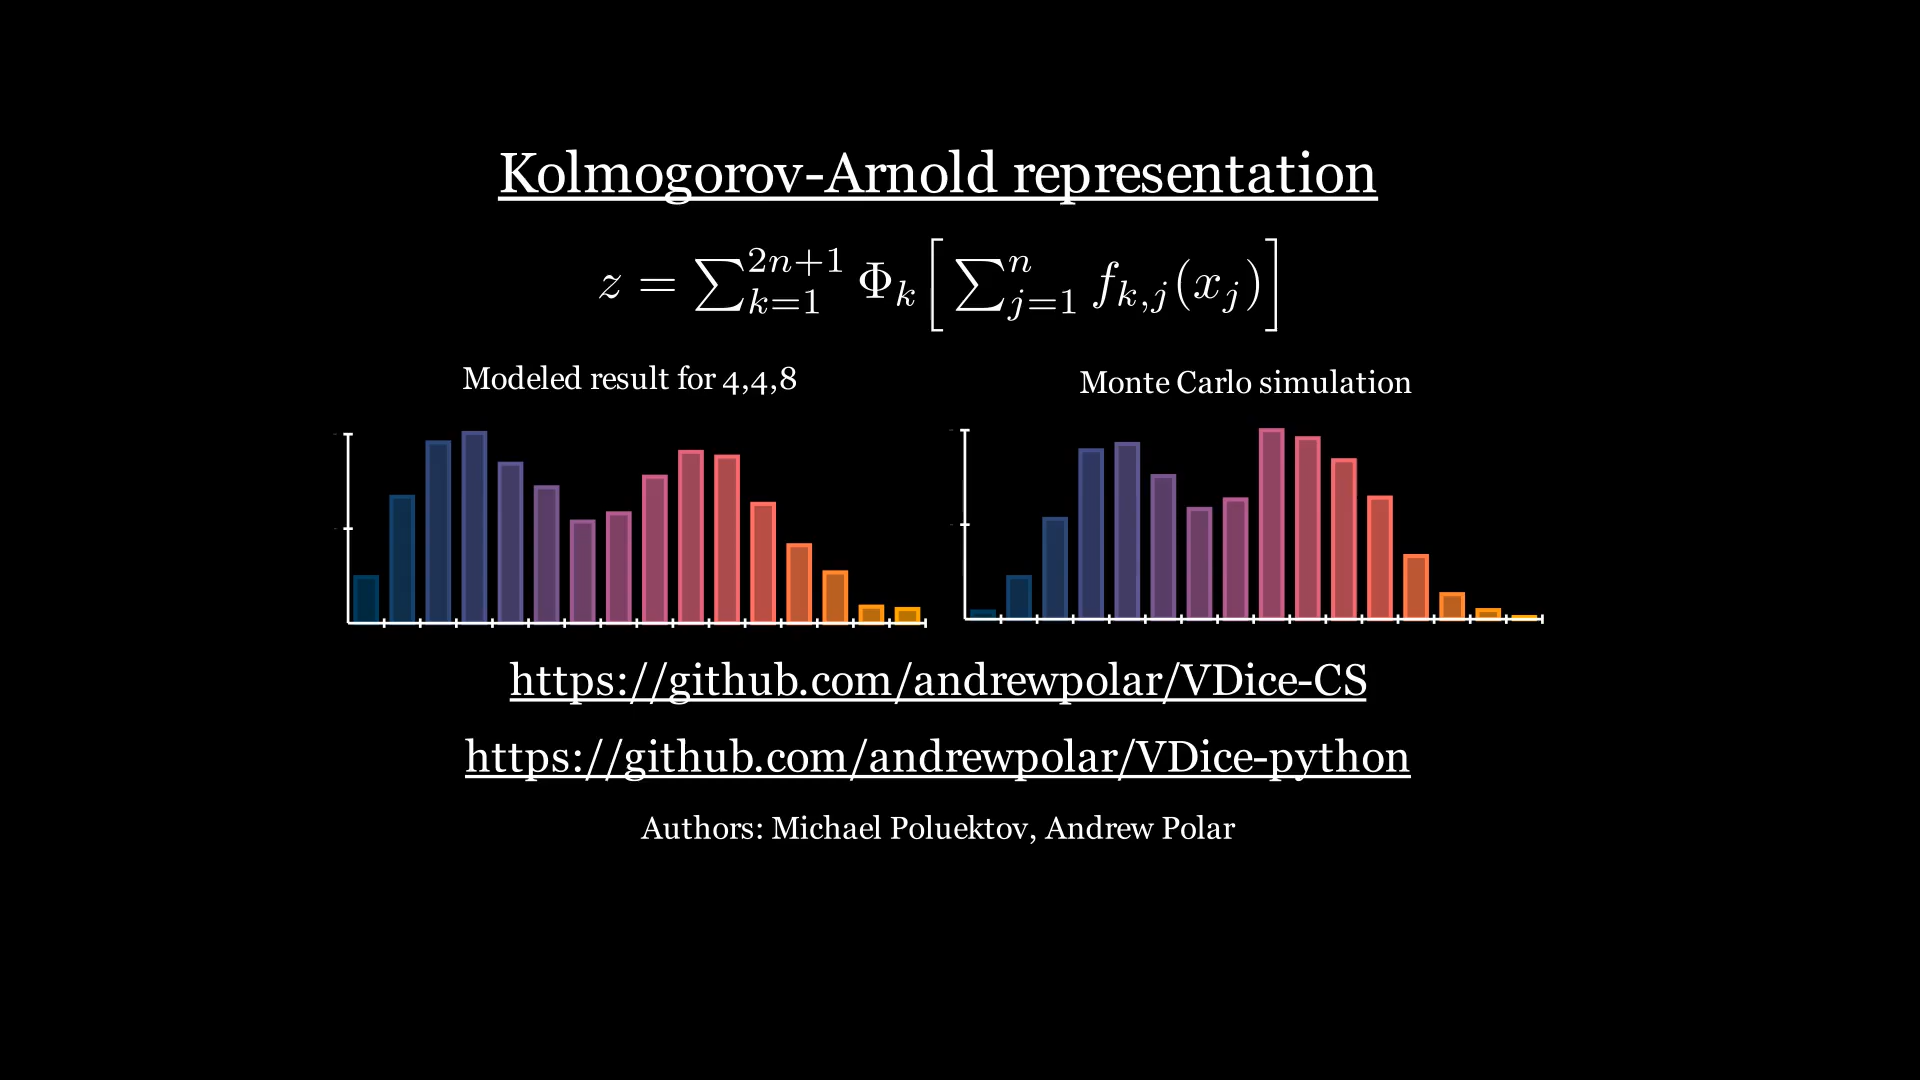 Kolmogorov-Arnold representation
z = ∑_{k=1}^{2n+1} Φ_k [ ∑_{j=1}^{n} f_{k,j}(x_j) ]
Modeled result for 4,4,8
Monte Carlo simulation
https://github.com/andrewpolar/VDice-CS
https://github.com/andrewpolar/VDice-python
Authors: Michael Poluektov, Andrew Polar